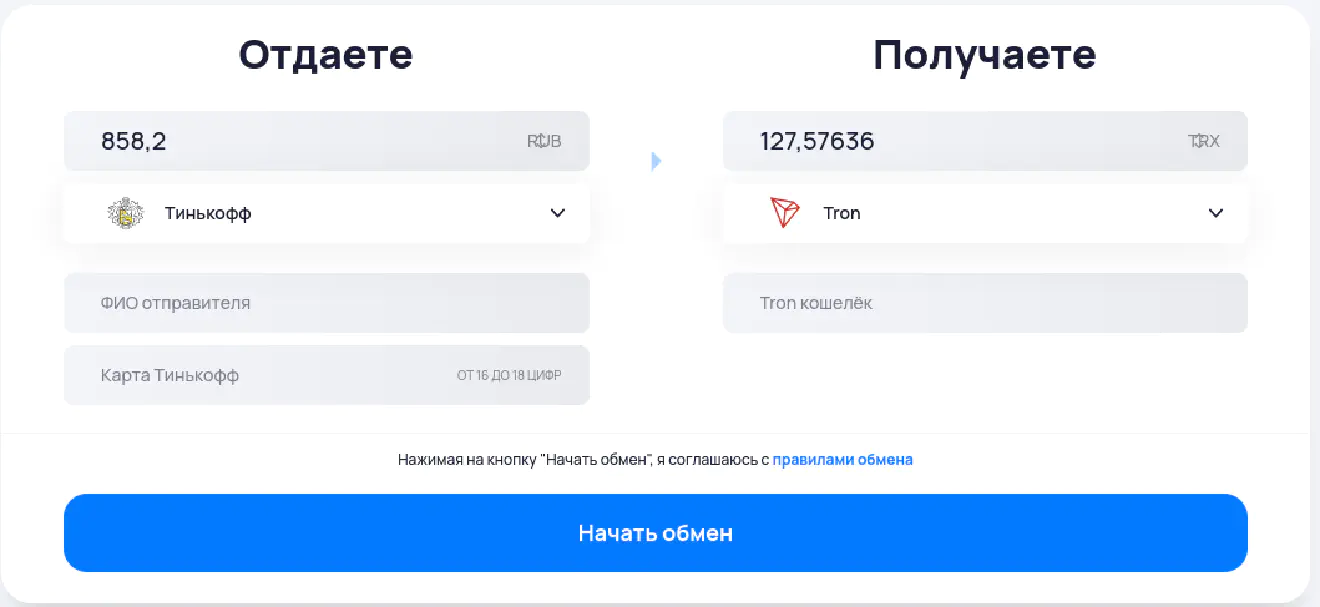 Отдаете
Получаете
858,2 RUB
127,57636 TRX
Тинькофф
Tron
ФИО отправителя
Tron кошелёк
Карта Тинькофф ОТ 16 ДО 18 ЦИФР
Нажимая на кнопку "Начать обмен", я соглашаюсь с правилами обмена
Начать обмен